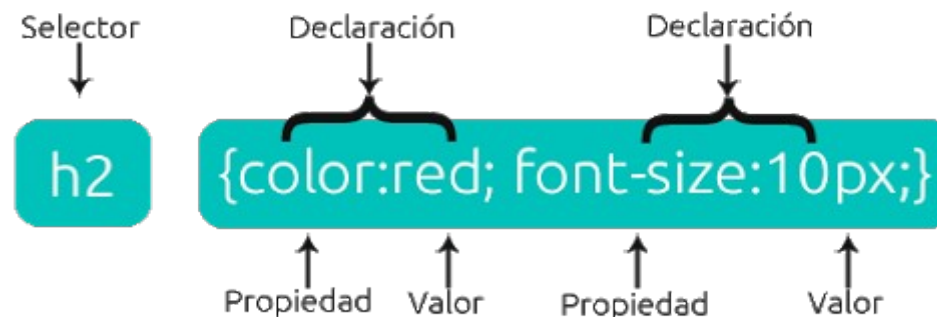 Selector Declaración Declaración
h2 {color:red; font-size:10px;}
Propiedad Valor Propiedad Valor